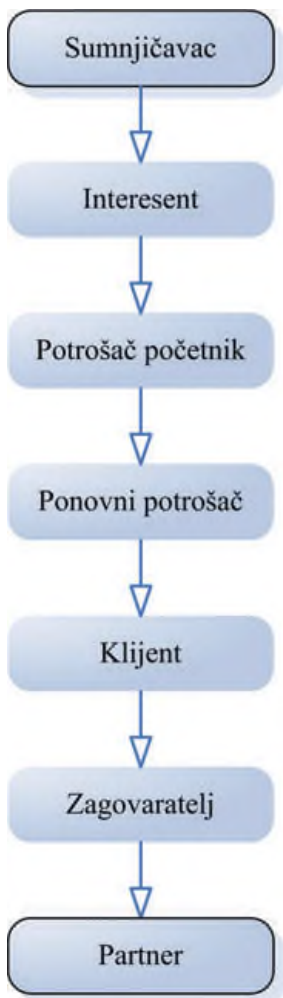 Sumnjičavac
Interesent
Potrošač početnik
Ponovni potrošač
Klijent
Zagovaratelj
Partner